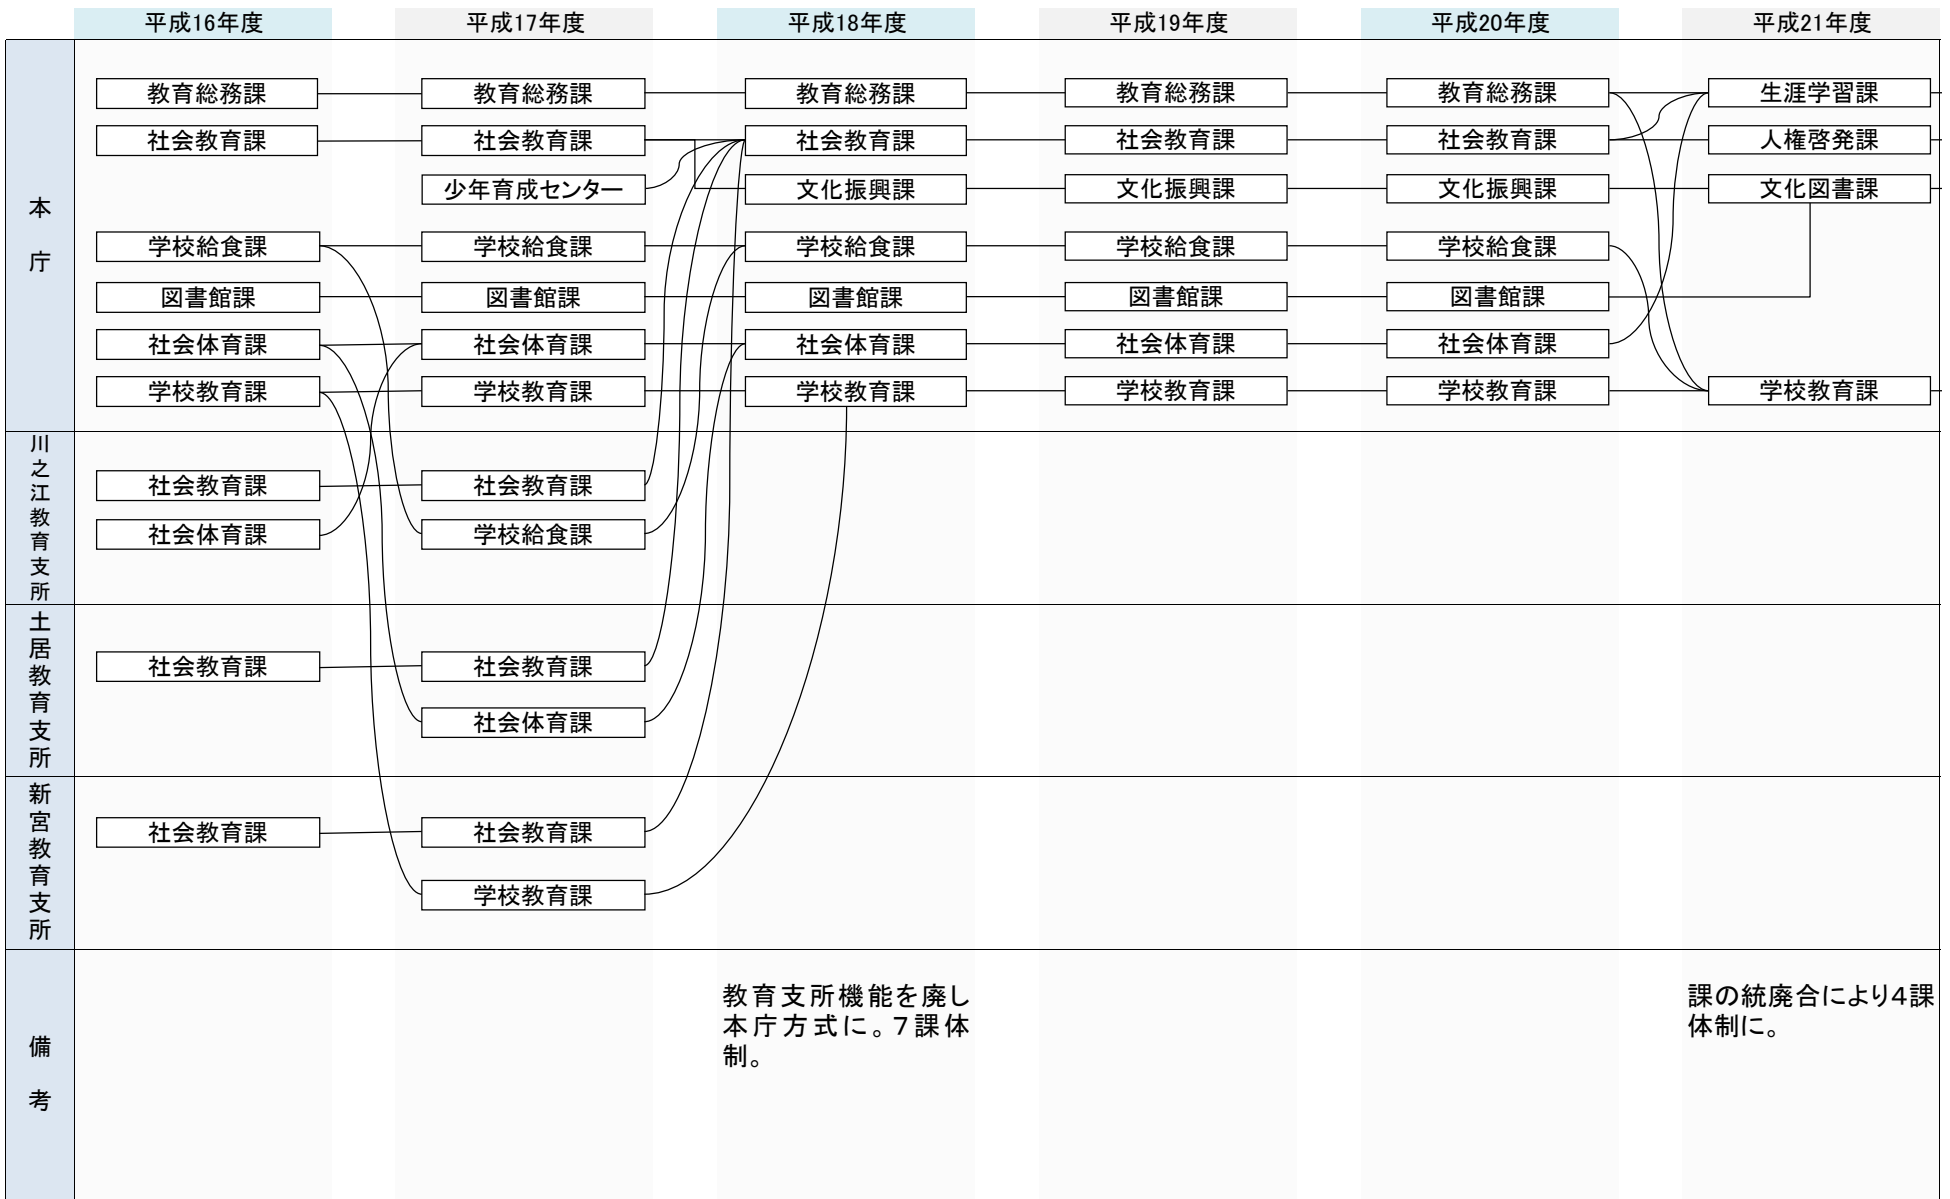 平成16年度 平成17年度 平成18年度 平成19年度 平成20年度 平成21年度
本庁
教育総務課 教育総務課 教育総務課 教育総務課 教育総務課 生涯学習課
社会教育課 社会教育課 社会教育課 社会教育課 社会教育課 人権啓発課
少年育成センター 文化振興課 文化振興課 文化振興課 文化図書課
学校給食課 学校給食課 学校給食課 学校給食課 学校給食課
図書館課 図書館課 図書館課 図書館課 図書館課
社会体育課 社会体育課 社会体育課 社会体育課 社会体育課
学校教育課 学校教育課 学校教育課 学校教育課 学校教育課 学校教育課
川之江教育支所
社会教育課 社会教育課
社会体育課 学校給食課
土居教育支所
社会教育課 社会教育課
社会体育課
新宮教育支所
社会教育課 社会教育課
学校教育課
備考
教育支所機能を廃し
本庁方式に。7課体
制。
課の統廃合により4課
体制に。